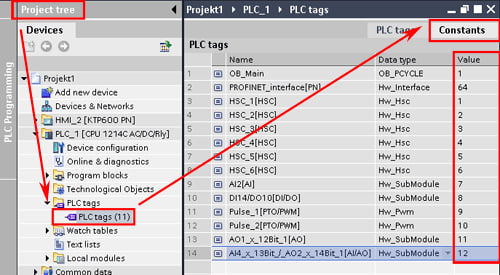 Project tree
Devices
PLC Programming
Projekt1
Add new device
Devices & Networks
HMI_2 [KTP600 PN]
PLC_1 [CPU 1214C AC/DC/Rly]
Device configuration
Online & diagnostics
Program blocks
Technological Objects
PLC tags
PLC tags (11)
Watch tables
Text lists
Local modules
Common data
Projekt1 ▸ PLC_1 ▸ PLC tags
PLC tags Constants
PLC tags
Name Data type Value
1 OB_Main OB_PCYCLE 1
2 PROFINET_interface[PN] Hw_Interface 64
3 HSC_1[HSC] Hw_Hsc 1
4 HSC_2[HSC] Hw_Hsc 2
5 HSC_3[HSC] Hw_Hsc 3
6 HSC_4[HSC] Hw_Hsc 4
7 HSC_5[HSC] Hw_Hsc 5
8 HSC_6[HSC] Hw_Hsc 6
9 AI2[AI] Hw_SubModule 7
10 DI14/DO10[DI/DO] Hw_SubModule 8
11 Pulse_1[PTO/PWM] Hw_Pwm 9
12 Pulse_2[PTO/PWM] Hw_Pwm 10
13 AO1_x_12Bit_1[AO] Hw_SubModule 11
14 AI4_x_13Bit_/_AO2_x_14Bit_1[AI/AO] Hw_SubModule 12